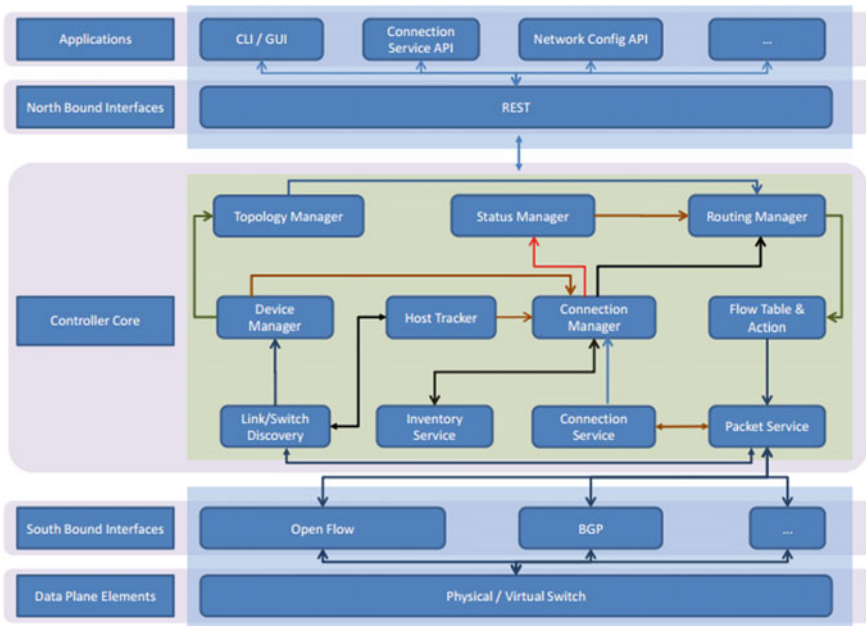 Applications
CLI / GUI
Connection
Service API
Network Config API
...
North Bound Interfaces
REST
Controller Core
Topology Manager
Status Manager
Routing Manager
Device
Manager
Host Tracker
Connection
Manager
Flow Table &
Action
Link/Switch
Discovery
Inventory
Service
Connection
Service
Packet Service
South Bound Interfaces
Open Flow
BGP
...
Data Plane Elements
Physical / Virtual Switch